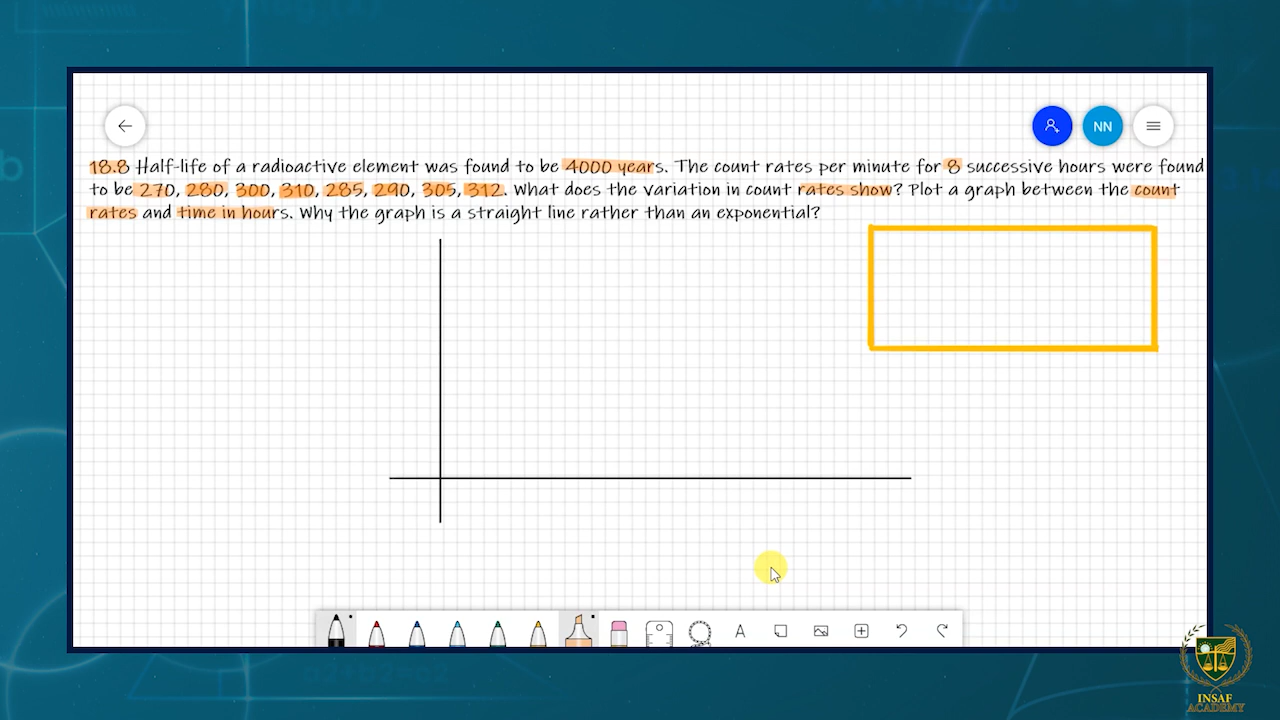 NN
18.8 Half-life of a radioactive element was found to be 4000 years. The count rates per minute for 8 successive hours were found
to be 270, 280, 300, 310, 285, 290, 305, 312. What does the variation in count rates show? Plot a graph between the count
rates and time in hours. Why the graph is a straight line rather than an exponential?
A
INSAF
ACADEMY